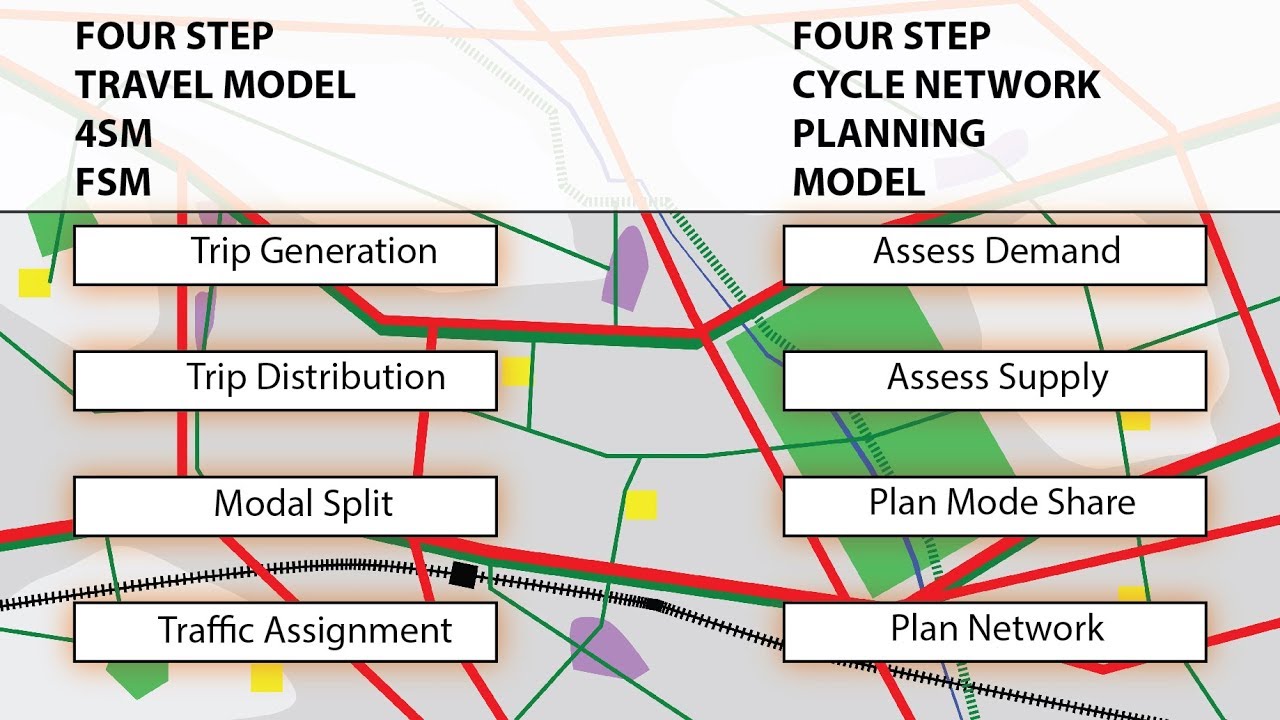 FOUR STEP
TRAVEL MODEL
4SM
FSM
Trip Generation
Trip Distribution
Modal Split
Traffic Assignment
FOUR STEP
CYCLE NETWORK
PLANNING
MODEL
Assess Demand
Assess Supply
Plan Mode Share
Plan Network